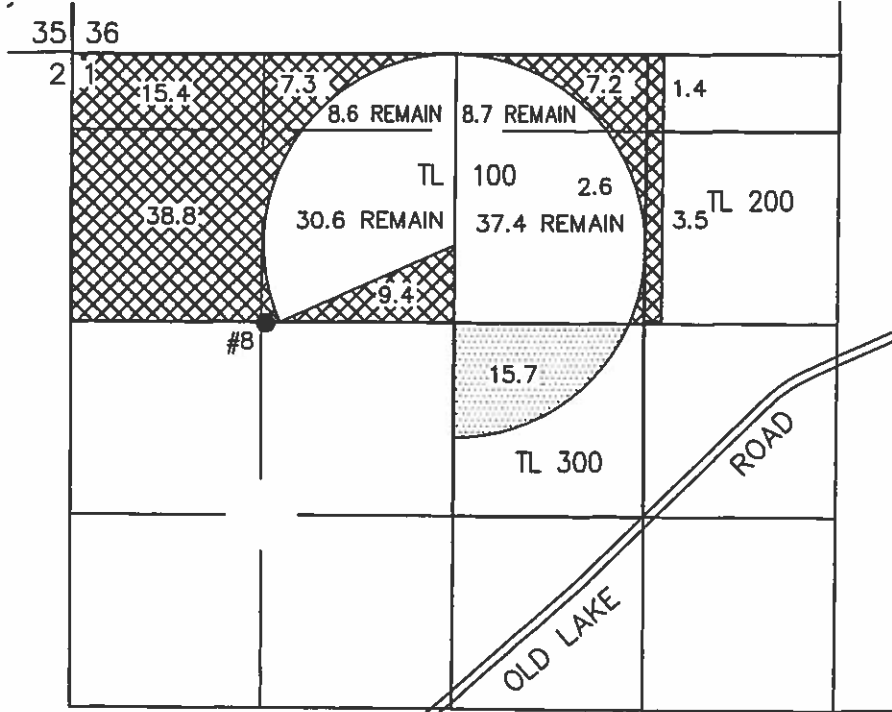 35 36
2 1
15.4 7.3 7.2 1.4
8.6 REMAIN 8.7 REMAIN
TL 100 2.6 TL 200
38.8 30.6 REMAIN 37.4 REMAIN 3.5
9.4
#8
15.7
TL 300
OLD LAKE ROAD